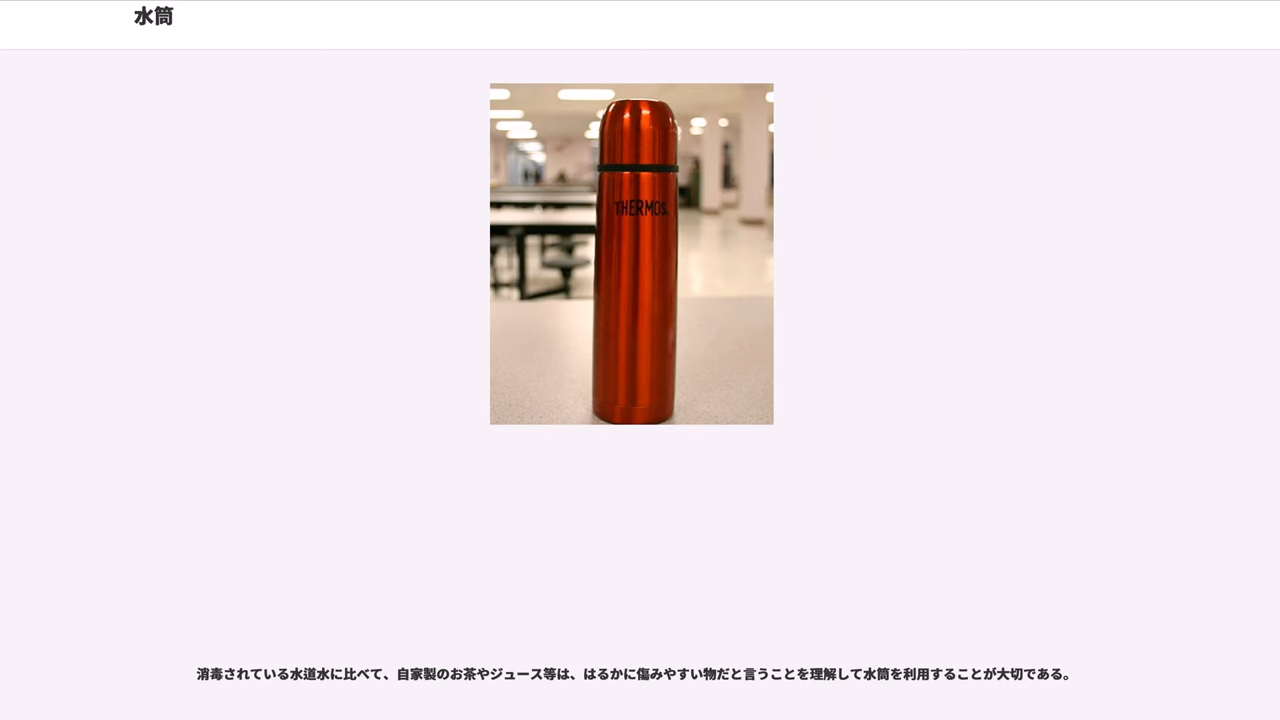 水筒
THERMOS.
消毒されている水道水に比べて、自家製のお茶やジュース等は、はるかに傷みやすい物だと言うことを理解して水筒を利用することが大切である。